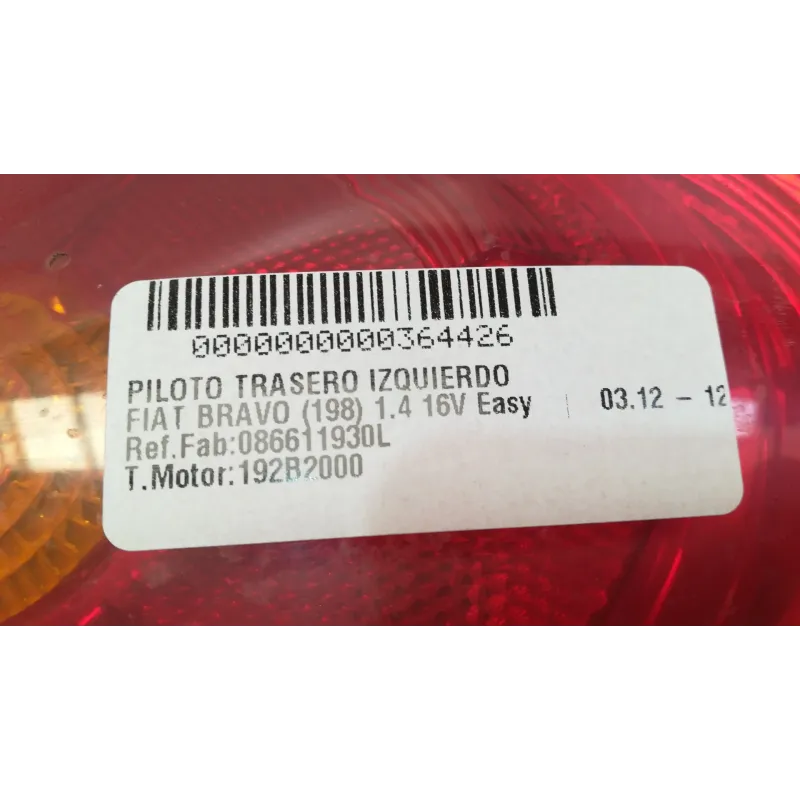 0000000000364426
PILOTO TRASERO IZQUIERDO
FIAT BRAVO (198) 1.4 16V Easy | 03.12 - 12
Ref.Fab:086611930L
T.Motor:192B2000